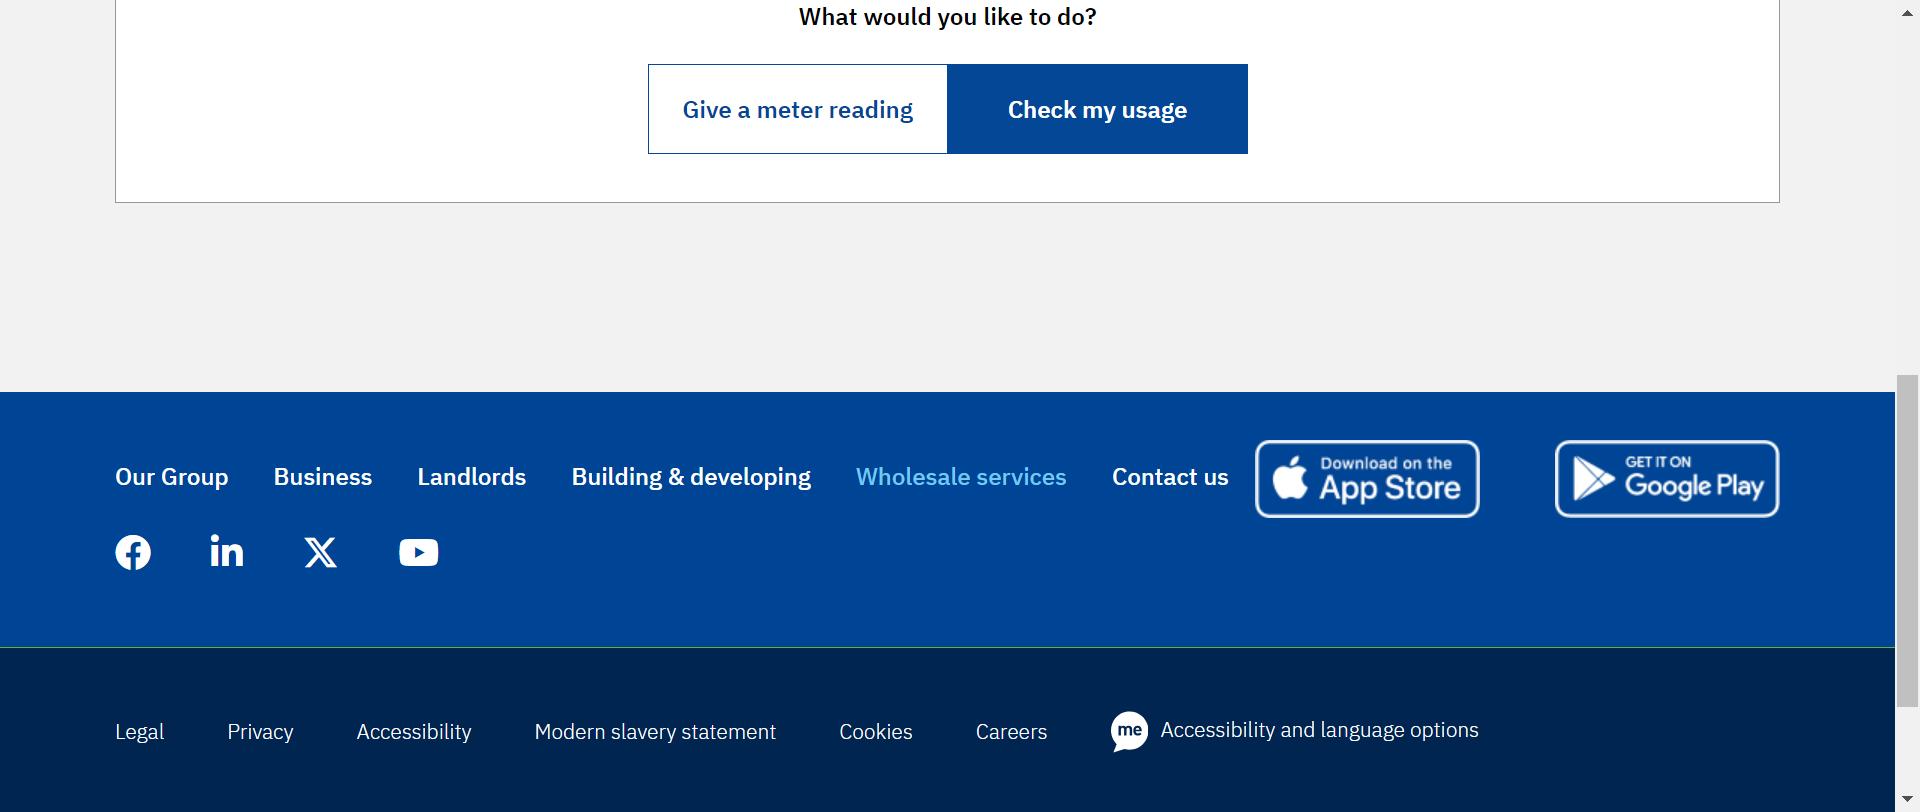 What would you like to do?
Give a meter reading Check my usage
Our Group Business Landlords Building & developing Wholesale services Contact us
Download on the
App Store
GET IT ON
Google Play
Legal Privacy Accessibility Modern slavery statement Cookies Careers me Accessibility and language options